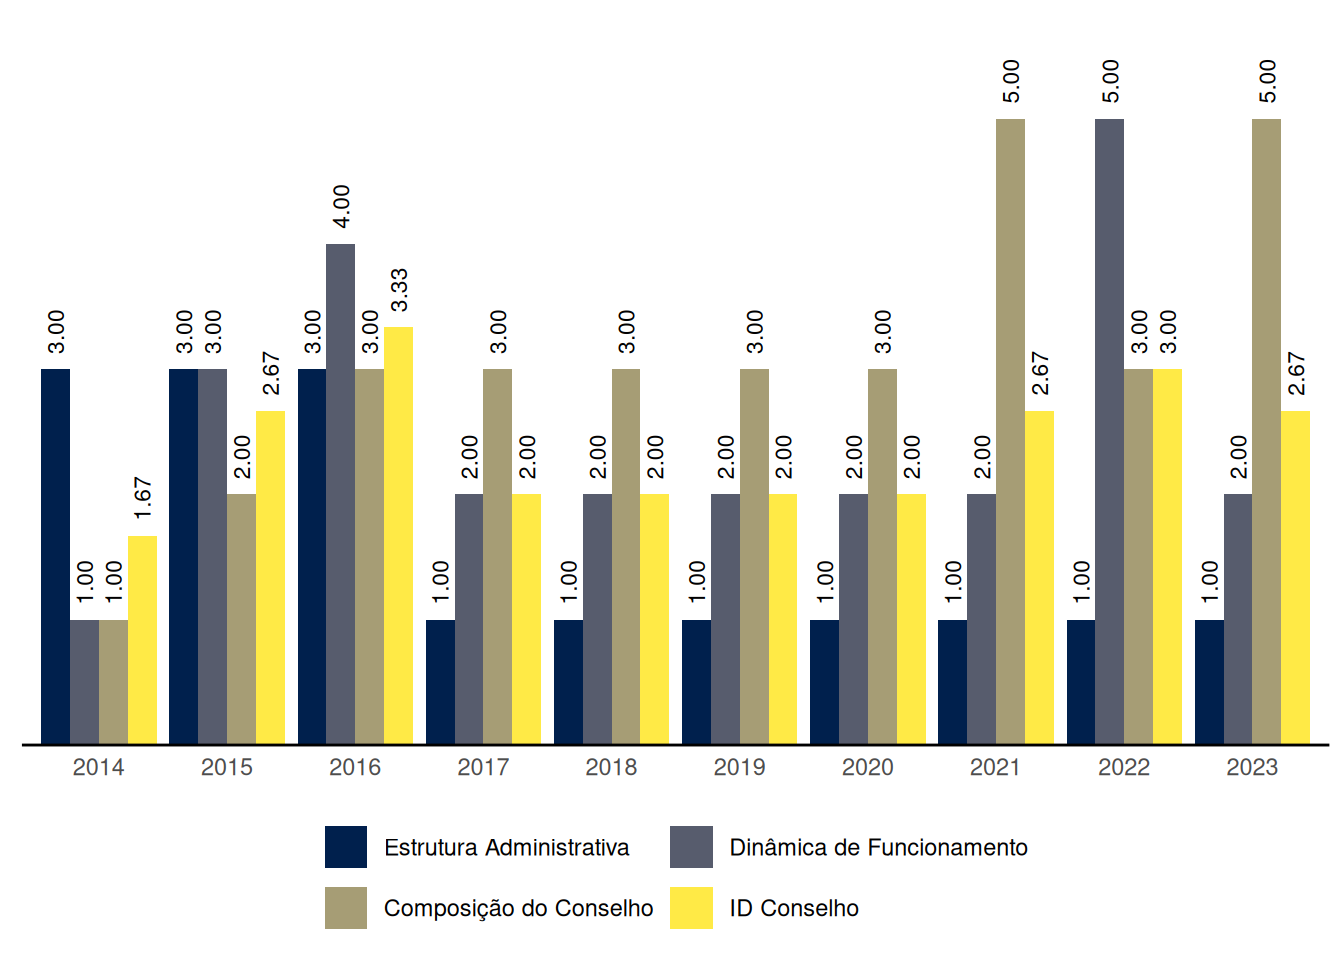 3.00 1.00 1.00 1.67 3.00 3.00 2.00 2.67 3.00 4.00 3.00 3.33 1.00 2.00 3.00 2.00 1.00 2.00 3.00 2.00 1.00 2.00 3.00 2.00 1.00 2.00 3.00 2.00 1.00 2.00 5.00 2.67 1.00 5.00 3.00 3.00 1.00 2.00 5.00 2.67
2014 2015 2016 2017 2018 2019 2020 2021 2022 2023
Estrutura Administrativa Dinâmica de Funcionamento
Composição do Conselho ID Conselho